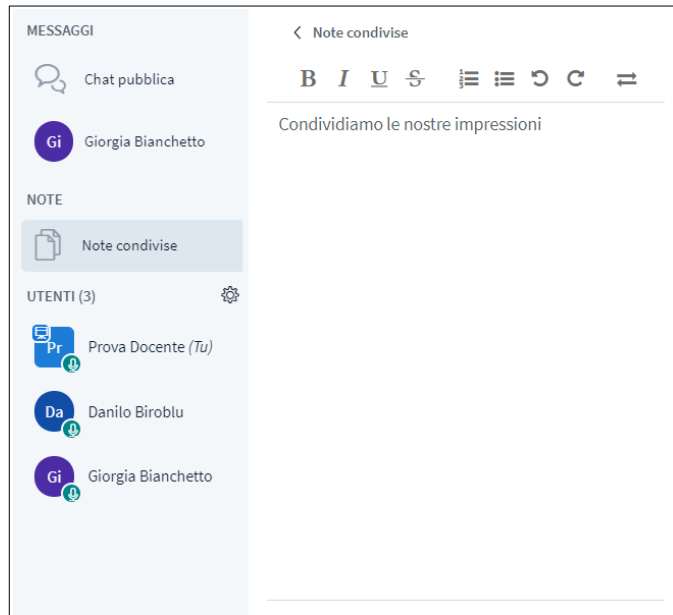 MESSAGGI
Chat pubblica
Gi Giorgia Bianchetto
NOTE
Note condivise
UTENTI (3)
Pr Prova Docente (Tu)
Da Danilo Biroblu
Gi Giorgia Bianchetto
Note condivise
B I U S
Condividiamo le nostre impressioni